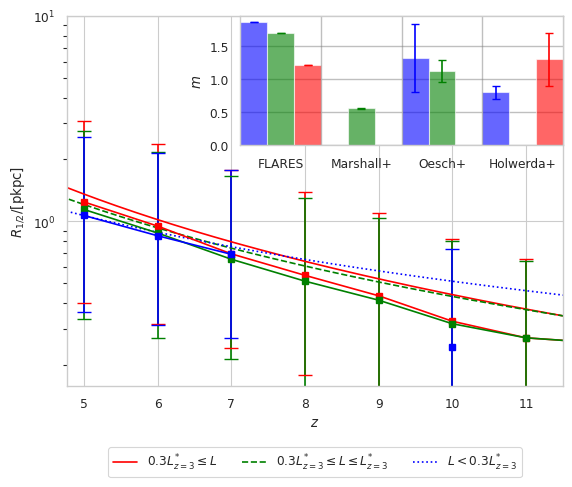 10¹
10⁰
R₁/₂/[pkpc]
5 6 7 8 9 10 11
z
1.5
1.0
0.5
0.0
m
FLARES Marshall+ Oesch+ Holwerda+
0.3L*_{z=3} ≤ L 0.3L*_{z=3} ≤ L ≤ L*_{z=3} L < 0.3L*_{z=3}